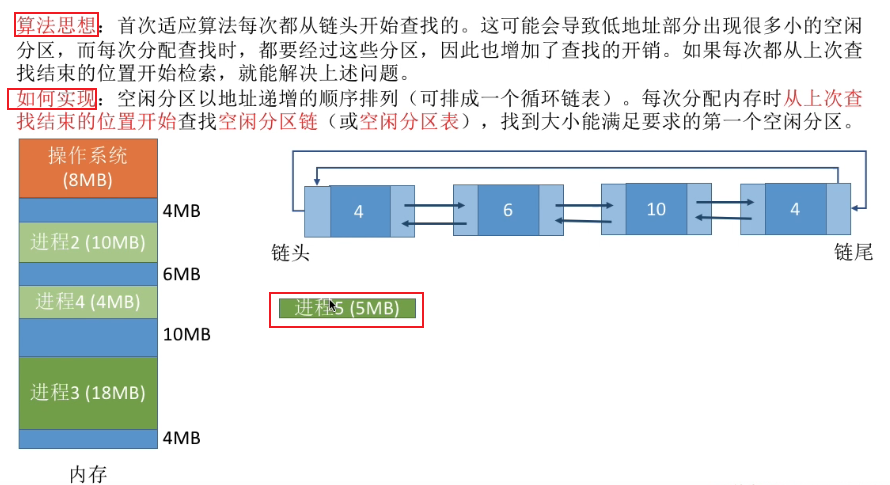 算法思想：首次适应算法每次都从链头开始查找的。这可能会导致低地址部分出现很多小的空闲
分区，而每次分配查找时，都要经过这些分区，因此也增加了查找的开销。如果每次都从上次查
找结束的位置开始检索，就能解决上述问题。
如何实现：空闲分区以地址递增的顺序排列（可排成一个循环链表）。每次分配内存时从上次查
找结束的位置开始查找空闲分区链（或空闲分区表），找到大小能满足要求的第一个空闲分区。
操作系统
(8MB)
4MB
进程2 (10MB)
6MB
进程4 (4MB)
10MB
进程3 (18MB)
4MB
内存
4
6
10
4
链头
链尾
进程5 (5MB)